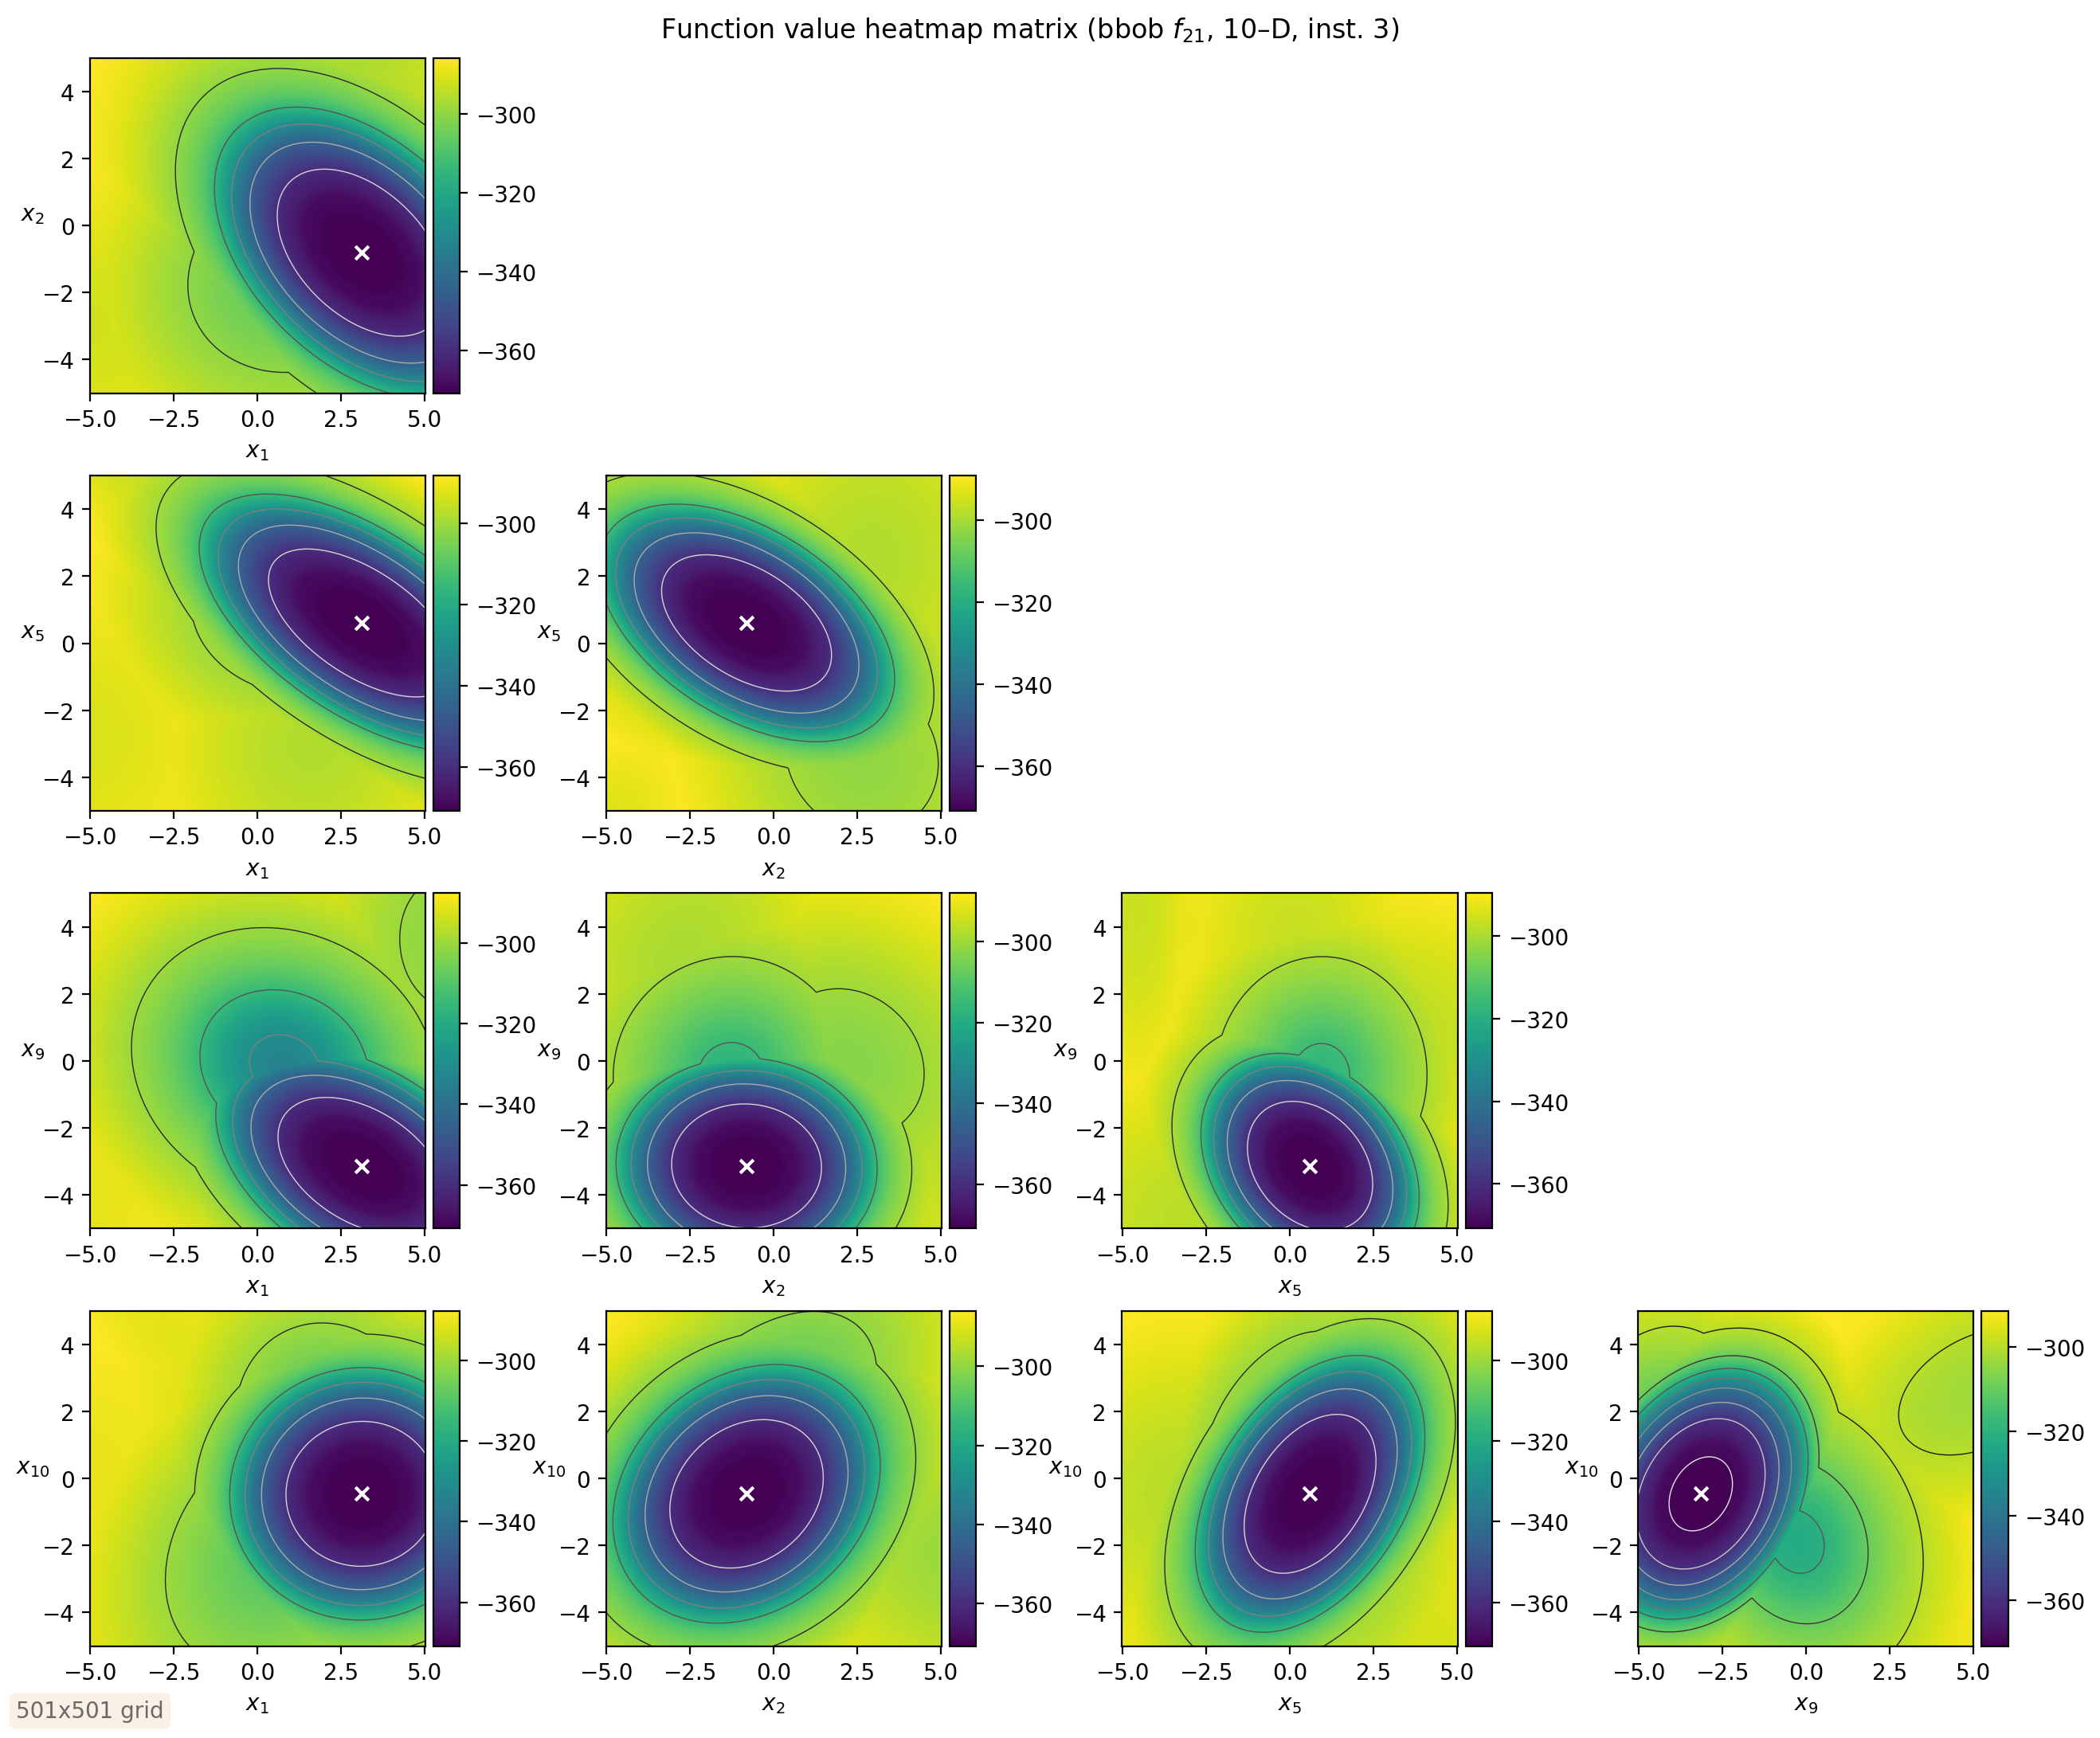 Function value heatmap matrix (bbob f₂₁, 10–D, inst. 3)
4
2
0
−2
−4
x₂
−5.0 −2.5 0.0 2.5 5.0
x₁
−300
−320
−340
−360
4
2
0
−2
−4
x₅
−5.0 −2.5 0.0 2.5 5.0
x₁
−300
−320
−340
−360
4
2
0
−2
−4
x₅
−5.0 −2.5 0.0 2.5 5.0
x₂
−300
−320
−340
−360
4
2
0
−2
−4
x₉
−5.0 −2.5 0.0 2.5 5.0
x₁
−300
−320
−340
−360
4
2
0
−2
−4
x₉
−5.0 −2.5 0.0 2.5 5.0
x₂
−300
−320
−340
−360
4
2
0
−2
−4
x₉
−5.0 −2.5 0.0 2.5 5.0
x₅
−300
−320
−340
−360
4
2
0
−2
−4
x₁₀
−5.0 −2.5 0.0 2.5 5.0
x₁
−300
−320
−340
−360
4
2
0
−2
−4
x₁₀
−5.0 −2.5 0.0 2.5 5.0
x₂
−300
−320
−340
−360
4
2
0
−2
−4
x₁₀
−5.0 −2.5 0.0 2.5 5.0
x₅
−300
−320
−340
−360
4
2
0
−2
−4
x₁₀
−5.0 −2.5 0.0 2.5 5.0
x₉
−300
−320
−340
−360
501x501 grid